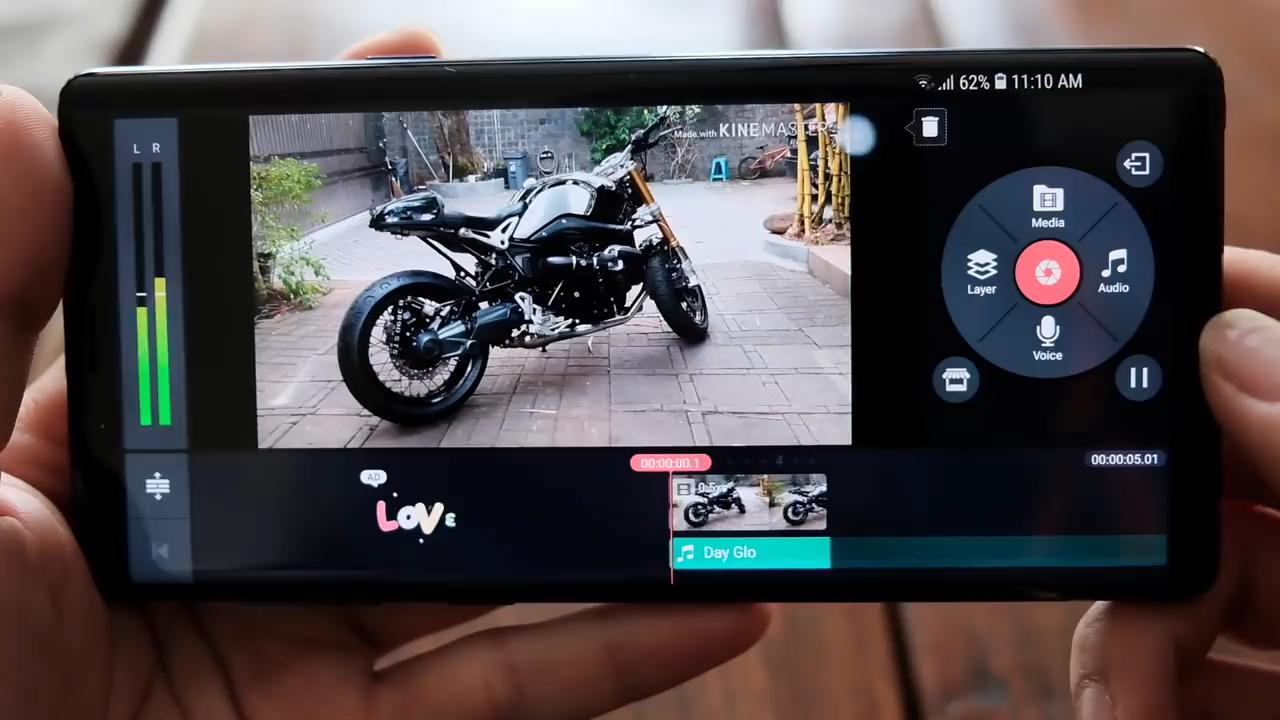 62% 11:10 AM
L R
Made with KINEMASTER
Media
Layer
Audio
Voice
00:00:00.1
4
00:00:05.01
AD
LOVE
0.5x
Day Glo